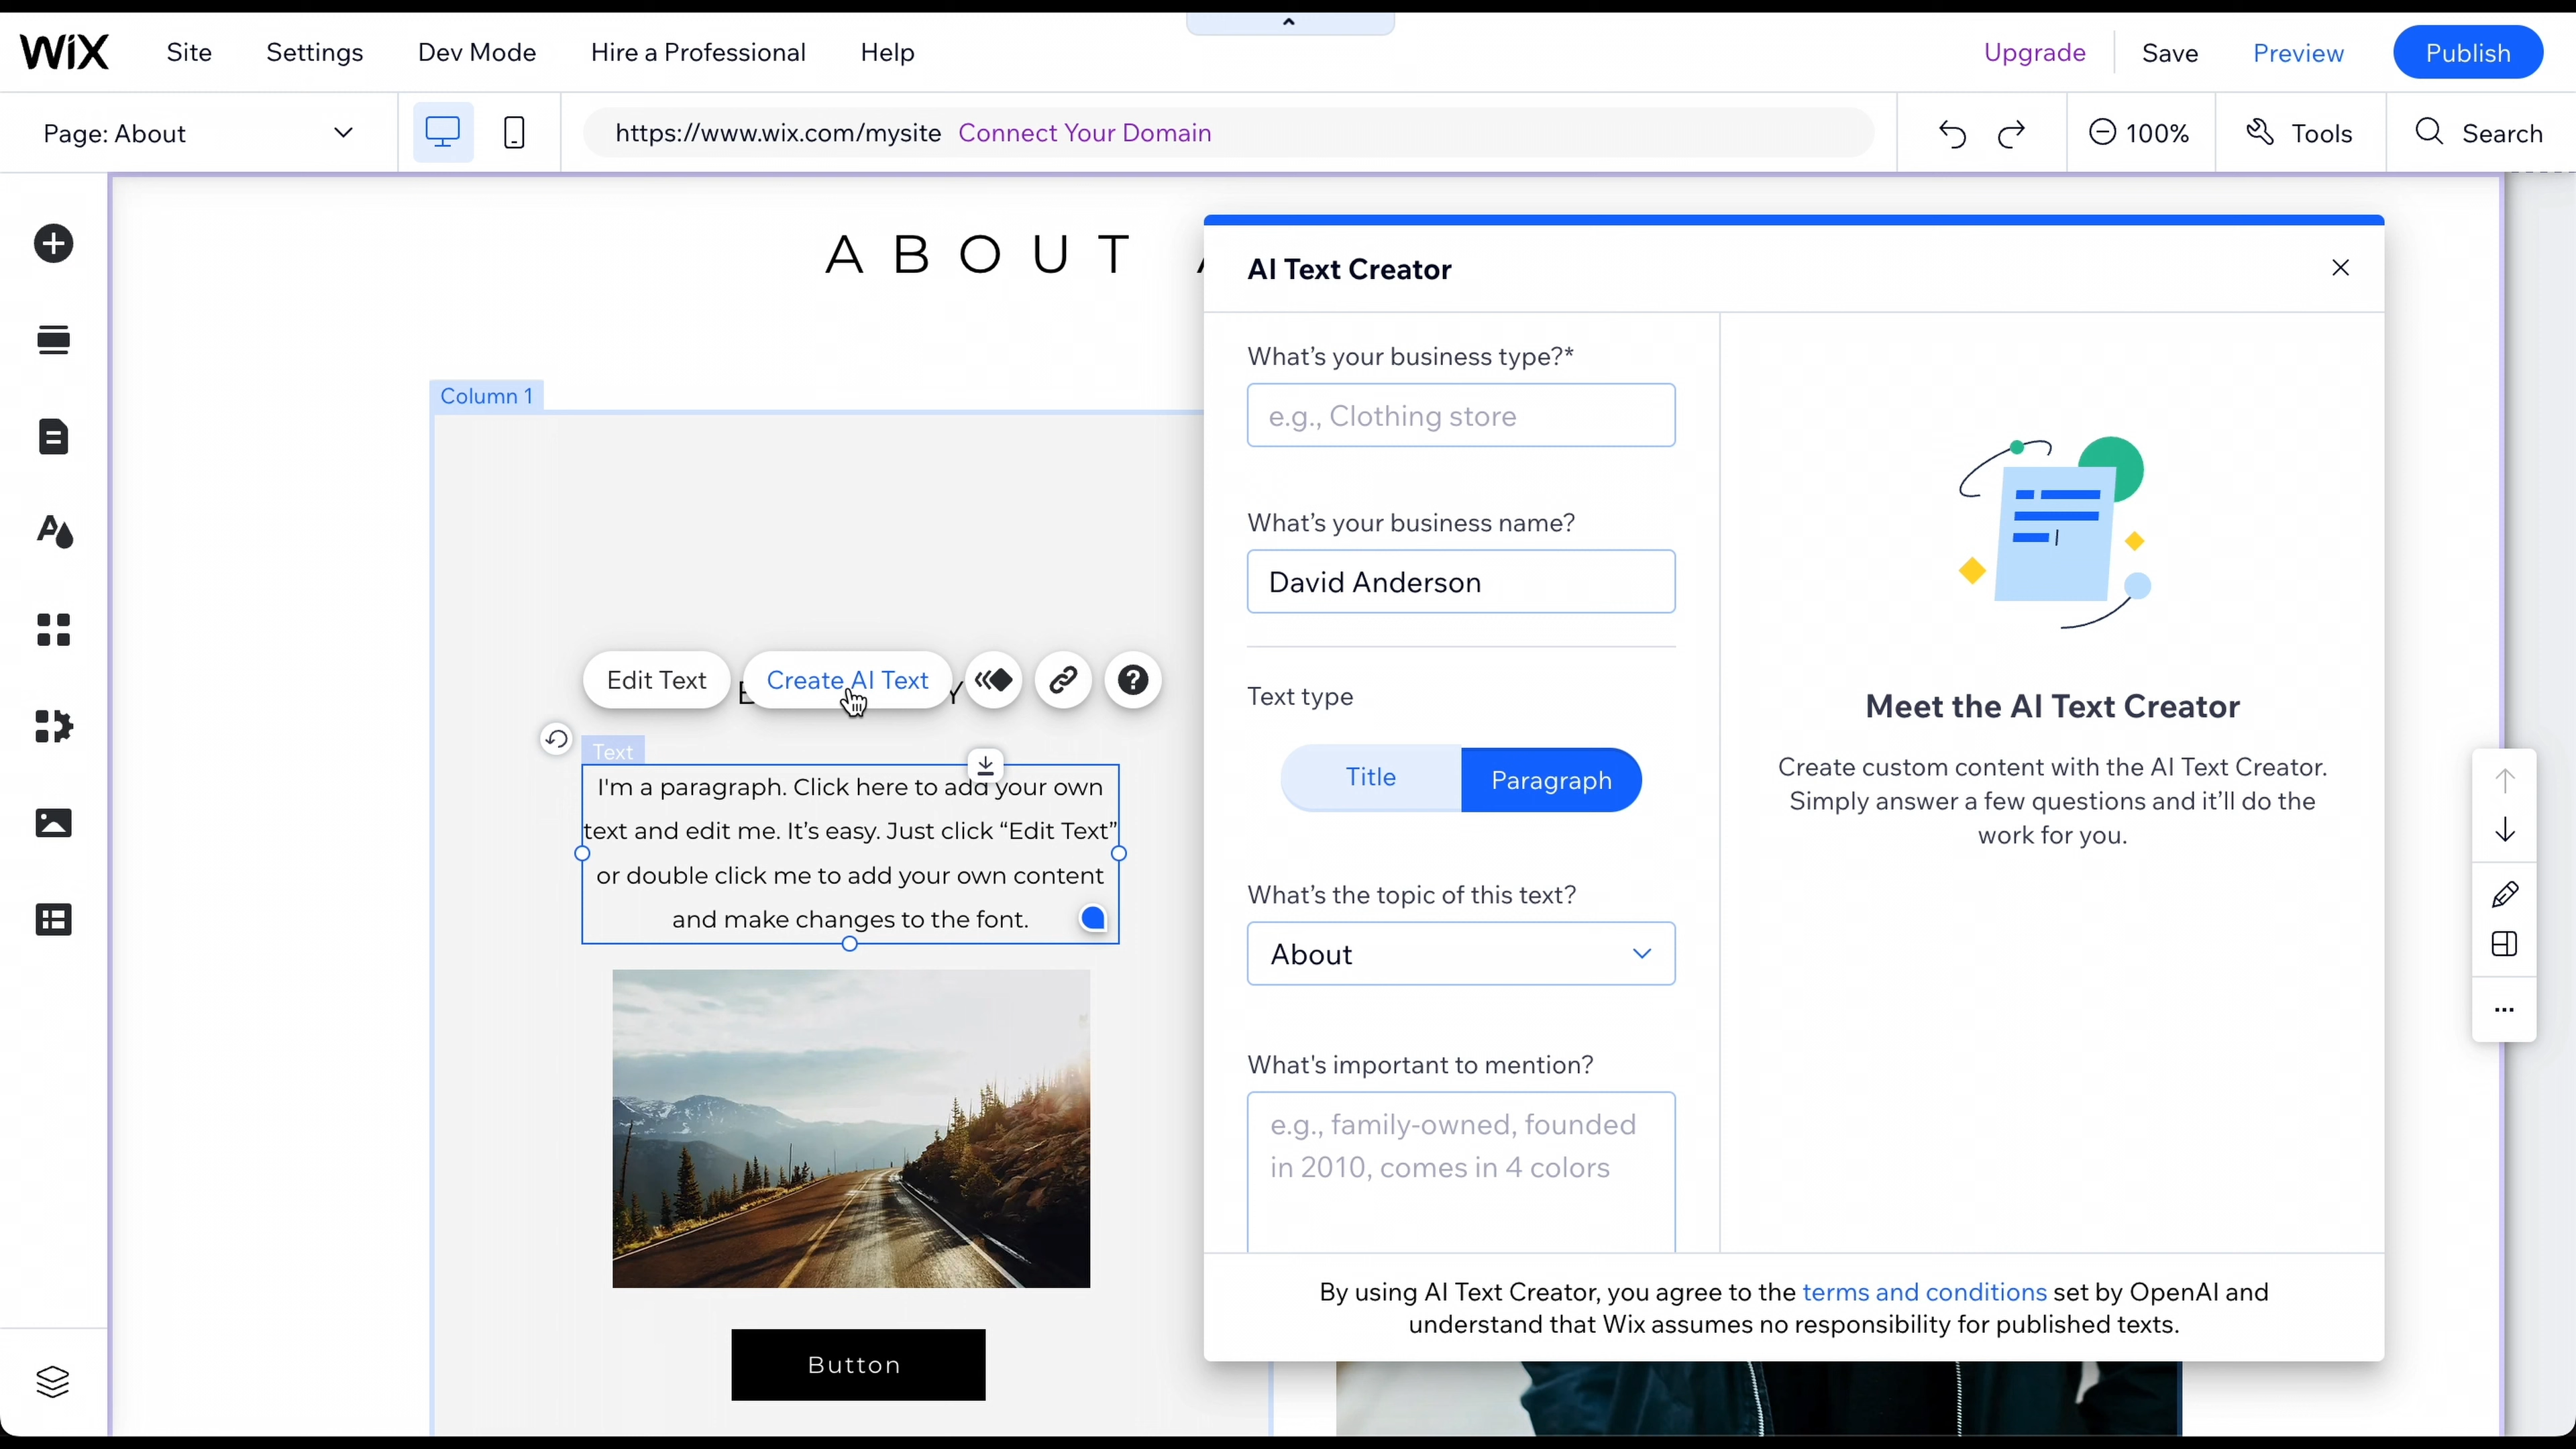 WiX
Site
Settings
Dev Mode
Hire a Professional
Help
Upgrade
Save
Preview
Publish
Page: About
https://www.wix.com/mysite
Connect Your Domain
100%
Tools
Search
ABOUT
Column 1
Edit Text
Create AI Text
Text
I'm a paragraph. Click here to add your own
text and edit me. It’s easy. Just click “Edit Text”
or double click me to add your own content
and make changes to the font.
Button
AI Text Creator
What’s your business type?*
e.g., Clothing store
What’s your business name?
David Anderson
Text type
Title
Paragraph
What’s the topic of this text?
About
What's important to mention?
e.g., family-owned, founded
in 2010, comes in 4 colors
Meet the AI Text Creator
Create custom content with the AI Text Creator.
Simply answer a few questions and it’ll do the
work for you.
By using AI Text Creator, you agree to the terms and conditions set by OpenAI and
understand that Wix assumes no responsibility for published texts.